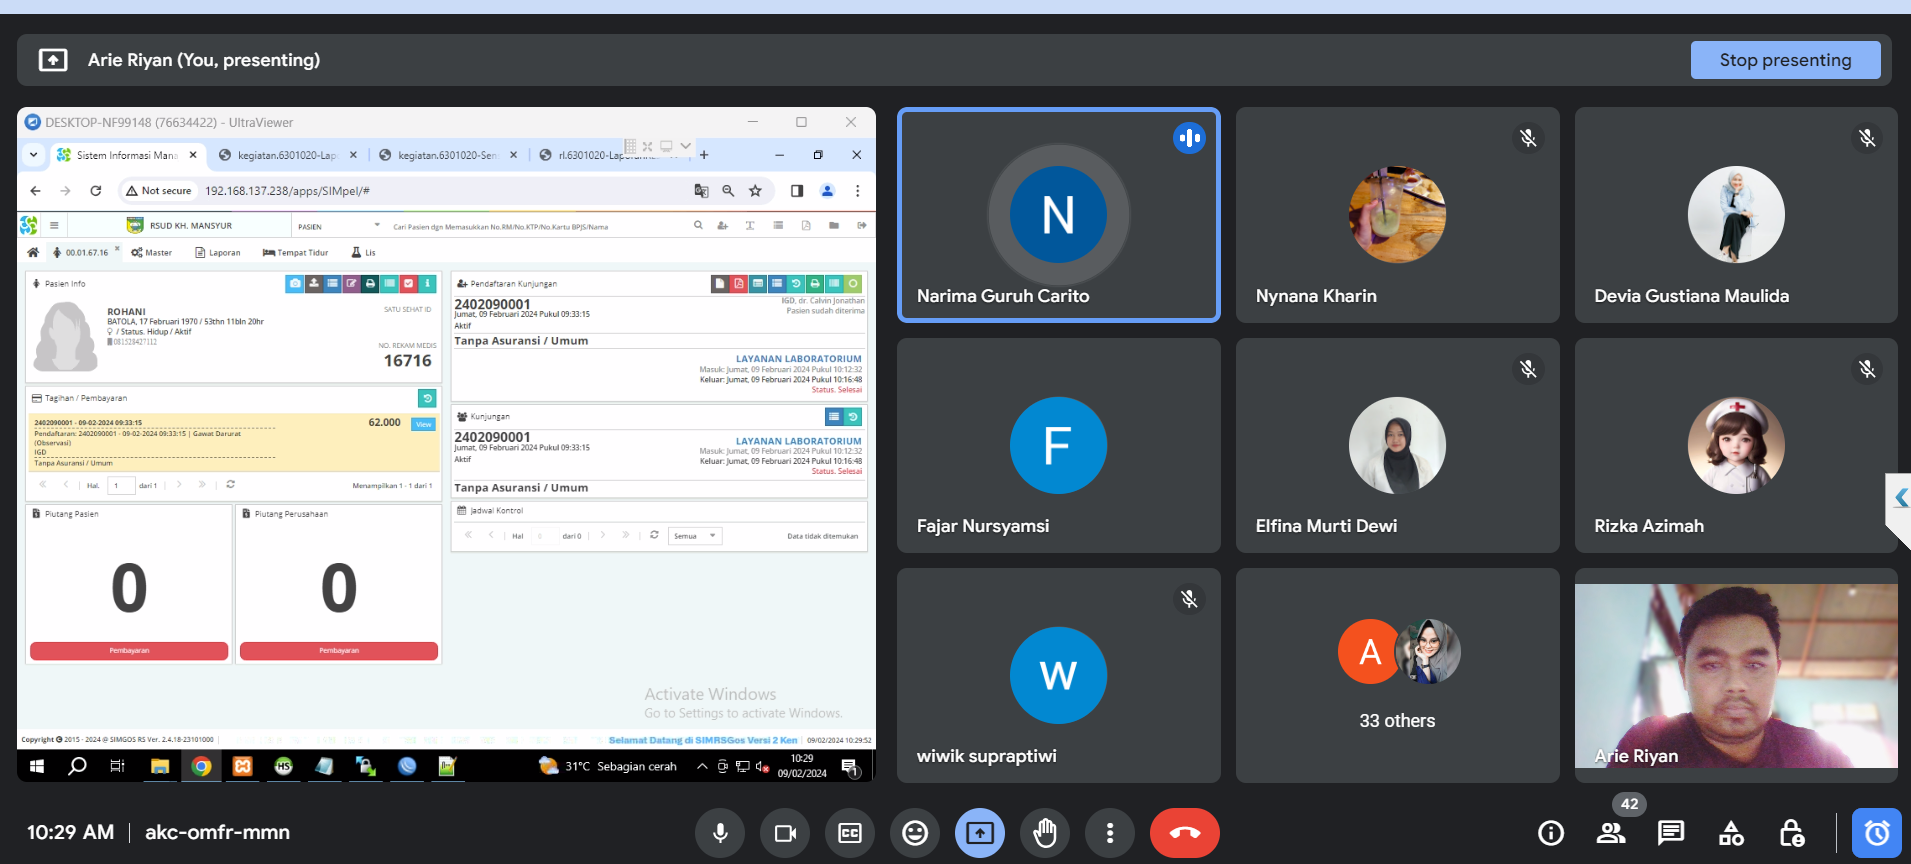 Arie Riyan (You, presenting)
Stop presenting
DESKTOP-NF99148 (76634422) - UltraViewer
Sistem Informasi Mana
kegiatan.6301020-Lap
kegiatan.6301020-Sen
Not secure
192.168.137.238/apps/SIMpel/#
RSUD KH. MANSYUR
PASIEN
Cari Pasien dgn Memasukkan No.RM/No.KTP/No.Kartu BPJS/Nama
00.01.67.16
Master
Laporan
Tempat Tidur
Lis
Pasien Info
ROHANI
SATU SEHAT ID
BATOLA, 17 Februari 1970 / 53thn 11bln 20hr
/ Status. Hidup / Aktif
081528427112
NO. REKAM MEDIS
16716
Tagihan / Pembayaran
2402090001 - 09-02-2024 09:33:15
62.000
View
Pendaftaran: 2402090001 - 09-02-2024 09:33:15 | Gawat Darurat
(Observasi)
IGD
Tanpa Asuransi / Umum
Hal. 1 dari 1
Menampilkan 1 - 1 dari 1
Piutang Pasien
0
Pembayaran
Piutang Perusahaan
0
Pembayaran
Pendaftaran Kunjungan
2402090001
IGD, dr. Calvin Jonathan
Jumat, 09 Februari 2024 Pukul 09:33:15
Pasien sudah diterima
Aktif
Tanpa Asuransi / Umum
LAYANAN LABORATORIUM
Masuk: Jumat, 09 Februari 2024 Pukul 10:12:32
Keluar: Jumat, 09 Februari 2024 Pukul 10:16:48
Status. Selesai
Kunjungan
2402090001
Jumat, 09 Februari 2024 Pukul 09:33:15
Aktif
LAYANAN LABORATORIUM
Masuk: Jumat, 09 Februari 2024 Pukul 10:12:32
Keluar: Jumat, 09 Februari 2024 Pukul 10:16:48
Status. Selesai
Tanpa Asuransi / Umum
Jadwal Kontrol
Hal 0 dari 0
Semua
Data tidak ditemukan
Activate Windows
Go to Settings to activate Windows.
Copyright © 2015 - 2024 @ SIMGOS RS Ver. 2.4.18-23101000
Selamat Datang di SIMRSGos Versi 2 Ken
09/02/2024 10:29:52
31°C Sebagian cerah
10:29
09/02/2024
1
N
Narima Guruh Carito
Nynana Kharin
Devia Gustiana Maulida
F
Fajar Nursyamsi
Elfina Murti Dewi
Rizka Azimah
W
wiwik supraptiwi
A
33 others
Arie Riyan
10:29 AM
akc-omfr-mmn
42